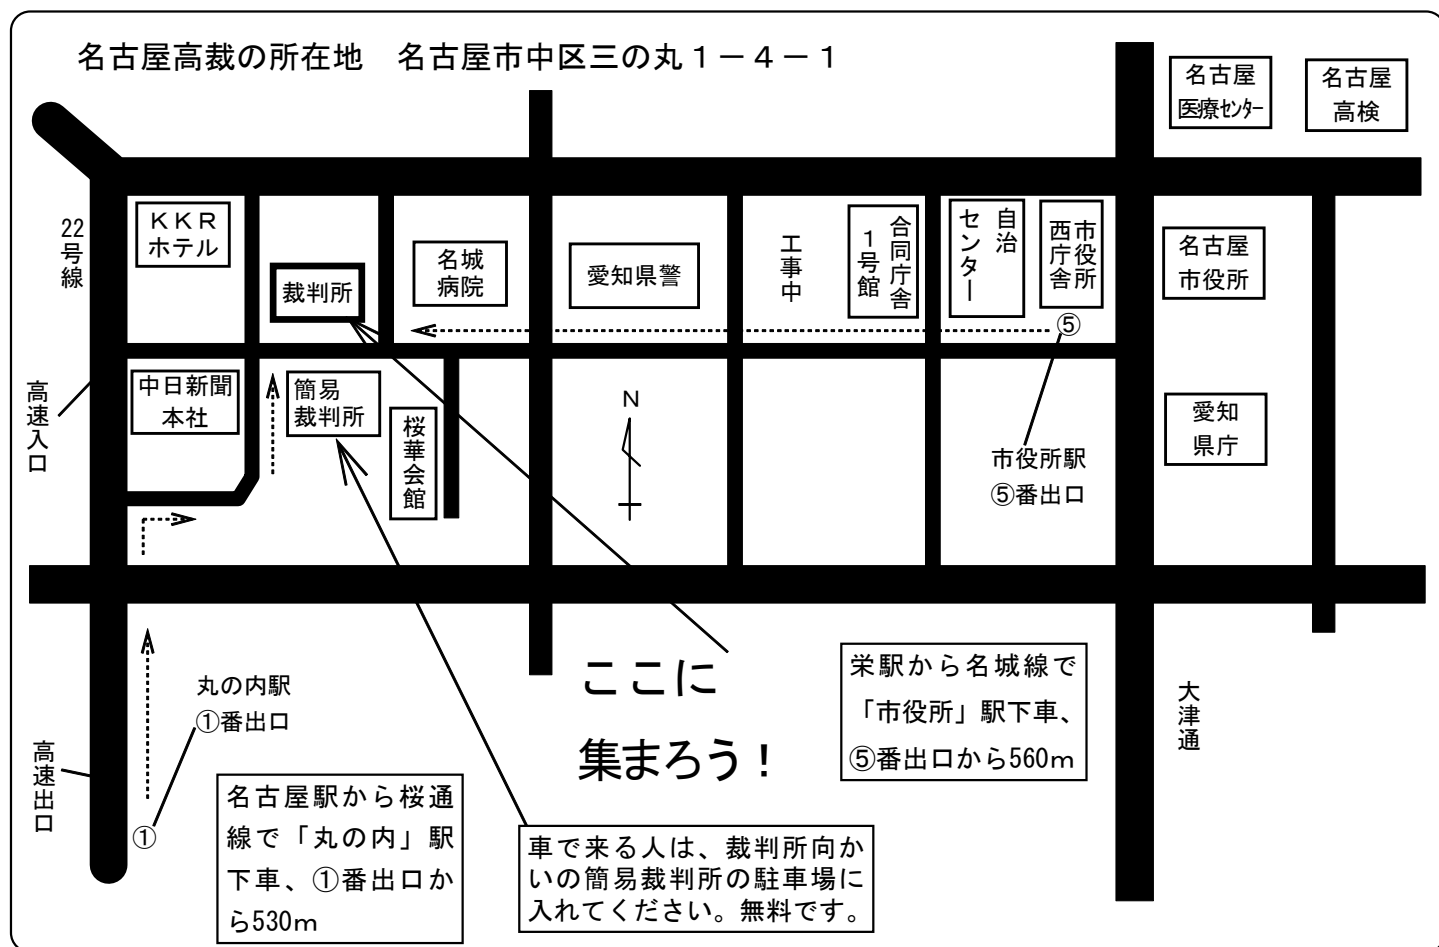 名古屋高裁の所在地　名古屋市中区三の丸１－４－１
名古屋
医療センター
名古屋
高検
22号線
ＫＫＲ
ホテル
裁判所
名城
病院
愛知県警
工事中
合同庁舎
１号館
自治
センター
市役所
西庁舎
名古屋
市役所
⑤
高速入口
中日新聞
本社
簡易
裁判所
桜華会館
N
市役所駅
⑤番出口
愛知
県庁
丸の内駅
①番出口
高速出口
①
ここに
集まろう！
栄駅から名城線で
「市役所」駅下車、
⑤番出口から560ｍ
大津通
名古屋駅から桜通
線で「丸の内」駅
下車、①番出口か
ら530ｍ
車で来る人は、裁判所向か
いの簡易裁判所の駐車場に
入れてください。無料です。